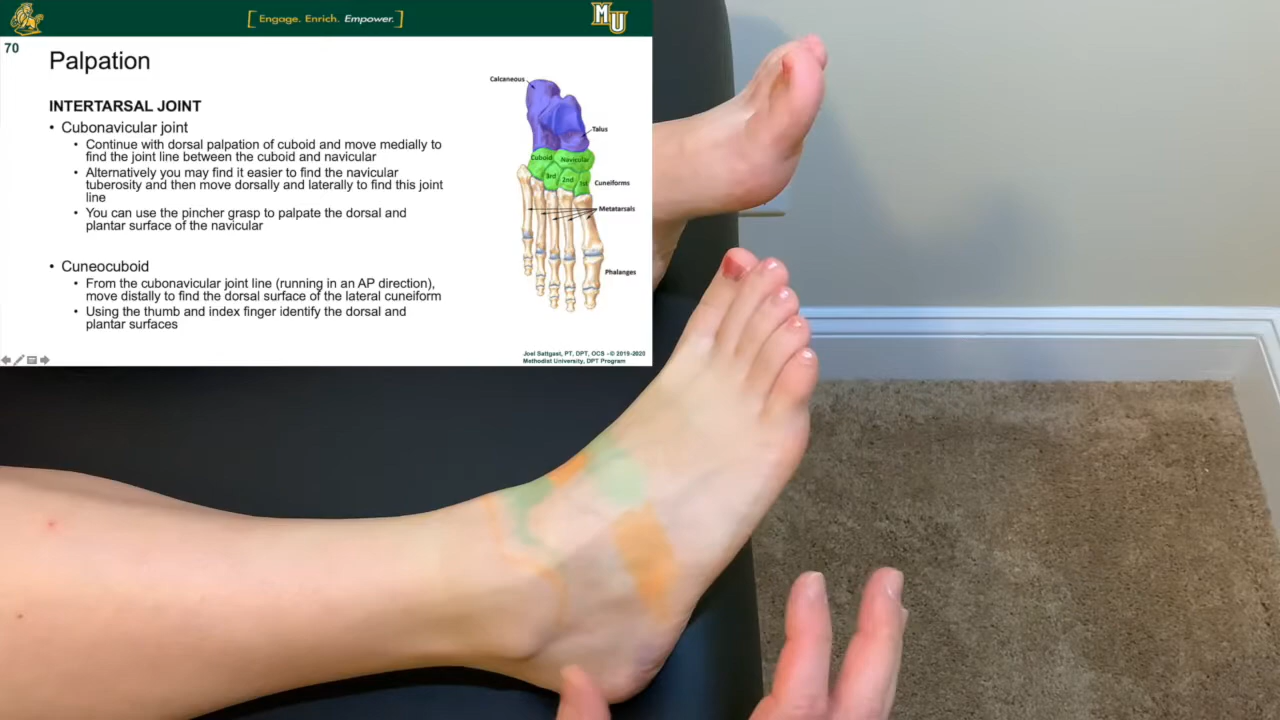 [ Engage. Enrich. Empower. ]
MU
70
Palpation
INTERTARSAL JOINT
• Cubonavicular joint
• Continue with dorsal palpation of cuboid and move medially to
find the joint line between the cuboid and navicular
• Alternatively you may find it easier to find the navicular
tuberosity and then move dorsally and laterally to find this joint
line
• You can use the pincher grasp to palpate the dorsal and
plantar surface of the navicular
• Cuneocuboid
• From the cubonavicular joint line (running in an AP direction),
move distally to find the dorsal surface of the lateral cuneiform
• Using the thumb and index finger identify the dorsal and
plantar surfaces
Calcaneous
Talus
Cuboid
Navicular
3rd
2nd
1st
Cuneiforms
Metatarsals
Phalanges
Joel Sattgast, PT, DPT, OCS - © 2019-2020
Methodist University, DPT Program